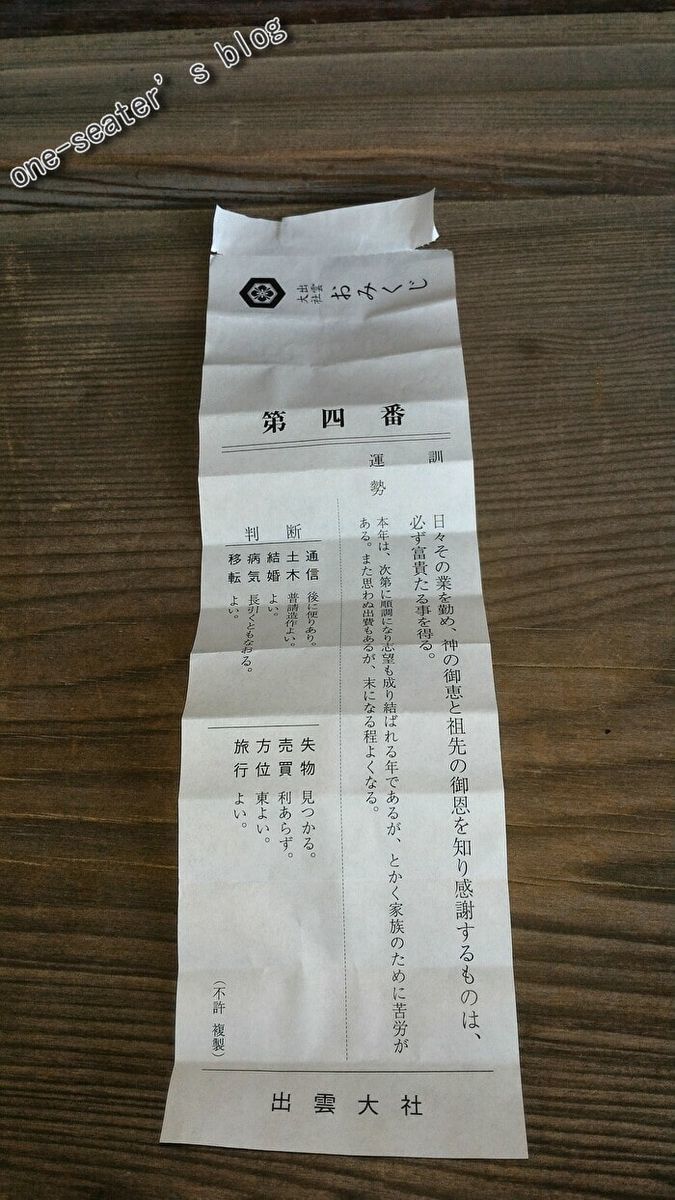 one-seater's blog
出雲
大社
おみくじ
第四番
訓
日々その業を勤め、神の御恵と祖先の御恩を知り感謝するものは、
必ず富貴たる事を得る。
運勢
本年は、次第に順調になり志望も成り結ばれる年であるが、とかく家族のために苦労が
ある。また思わぬ出費もあるが、末になる程よくなる。
判断
通信 後に便りあり。
土木 普請造作よい。
結婚 よい。
病気 長引くともなおる。
移転 よい。
失物 見つかる。
売買 利あらず。
方位 東よい。
旅行 よい。
(不許複製)
出雲大社